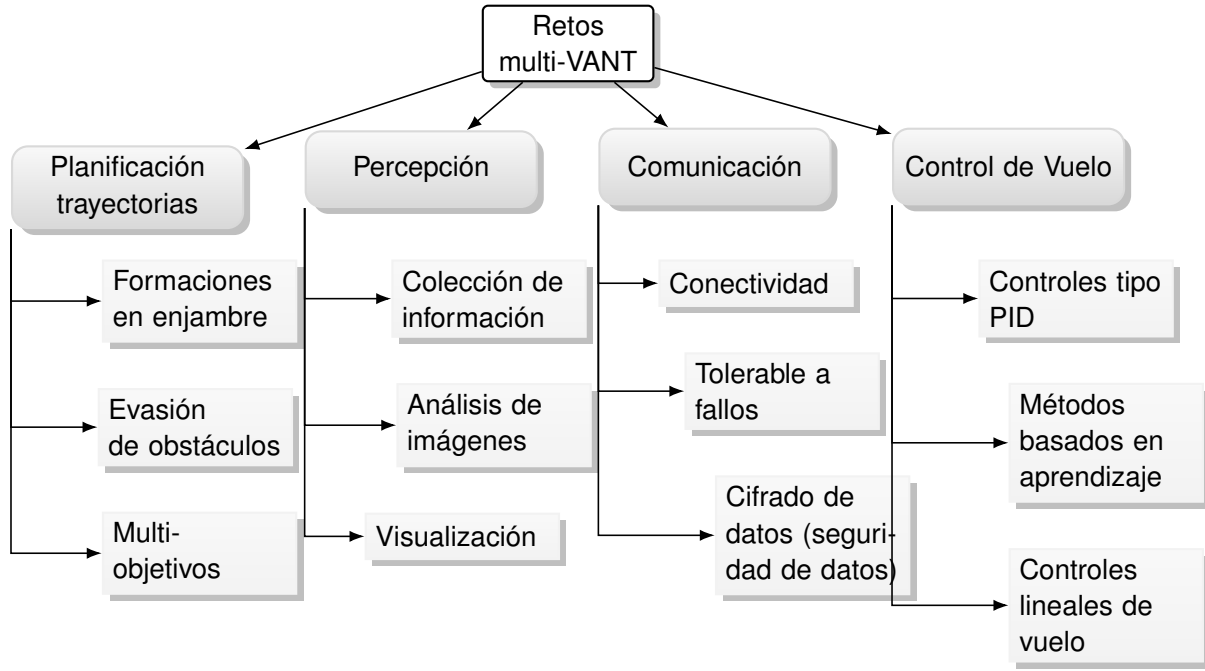 Retos
multi-VANT
Planificación
trayectorias
Percepción
Comunicación
Control de Vuelo
Formaciones
en enjambre
Evasión
de obstáculos
Multi-
objetivos
Colección de
información
Análisis de
imágenes
Visualización
Conectividad
Tolerable a
fallos
Cifrado de
datos (seguri-
dad de datos)
Controles tipo
PID
Métodos
basados en
aprendizaje
Controles
lineales de
vuelo